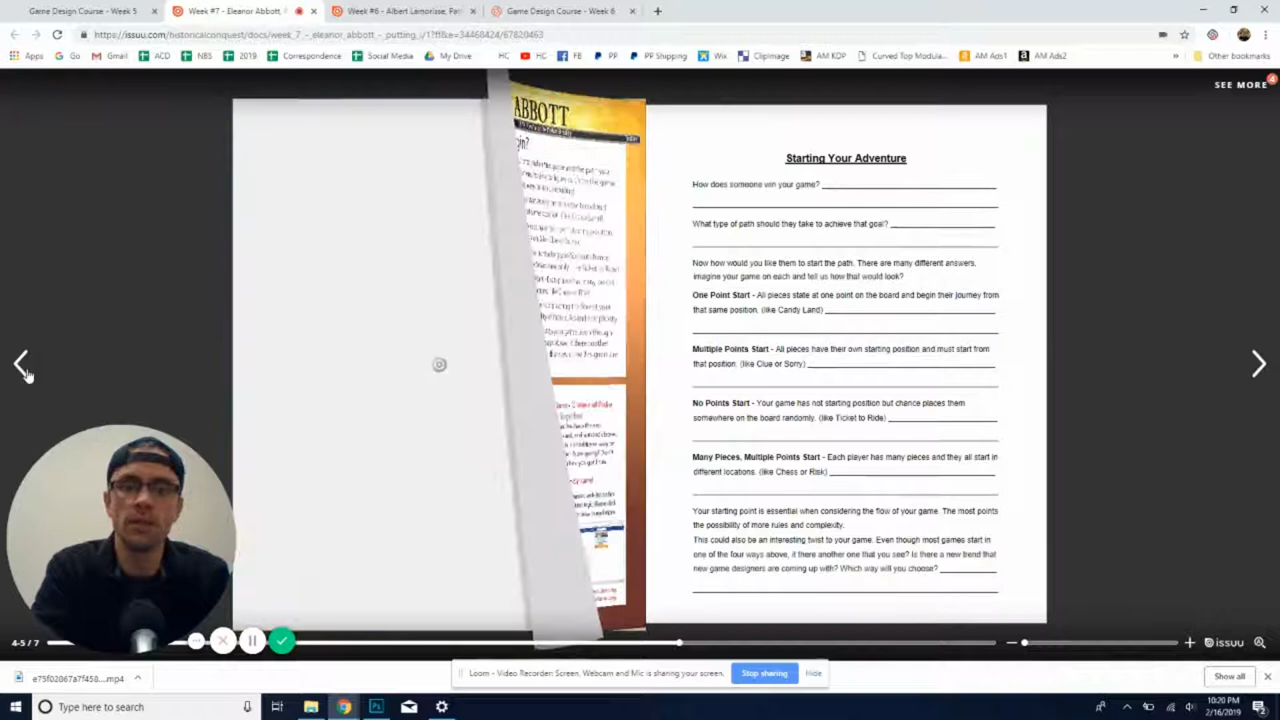 Game Design Course - Week 5
Week #7 - Eleanor Abbott,
Week #6 - Albert Lamorisse, Pa
Game Design Course - Week 6
https://issuu.com/historicalconquest/docs/week_7_-_eleanor_abbott_-_putting_i/1?ff&e=34468424/67820463
Apps
Go
Gmail
ACD
NBS
2019
Correspondence
Social Media
My Drive
HC
HC
FB
PP
PP Shipping
Wix
ClipImage
AM KDP
Curved Top Modula...
AM Ads1
AM Ads2
Other bookmarks
SEE MORE
4
ABBOTT
Starting Your Adventure
How does someone win your game?
What type of path should they take to achieve that goal?
Now how would you like them to start the path. There are many different answers,
imagine your game on each and tell us how that would look?
One Point Start - All pieces state at one point on the board and begin their journey from
that same position. (like Candy Land)
Multiple Points Start - All pieces have their own starting position and must start from
that position. (like Clue or Sorry)
No Points Start - Your game has not starting position but chance places them
somewhere on the board randomly. (like Ticket to Ride)
Many Pieces, Multiple Points Start - Each player has many pieces and they all start in
different locations. (like Chess or Risk)
Your starting point is essential when considering the flow of your game. The most points
the possibility of more rules and complexity.
This could also be an interesting twist to your game. Even though most games start in
one of the four ways above, it there another one that you see? Is there a new trend that
new game designers are coming up with? Which way will you choose?
4-5 / 7
issuu
Loom - Video Recorder: Screen, Webcam and Mic is sharing your screen.
Stop sharing
Hide
e75f02067a7f458....mp4
Show all
Type here to search
10:20 PM
2/16/2019
2